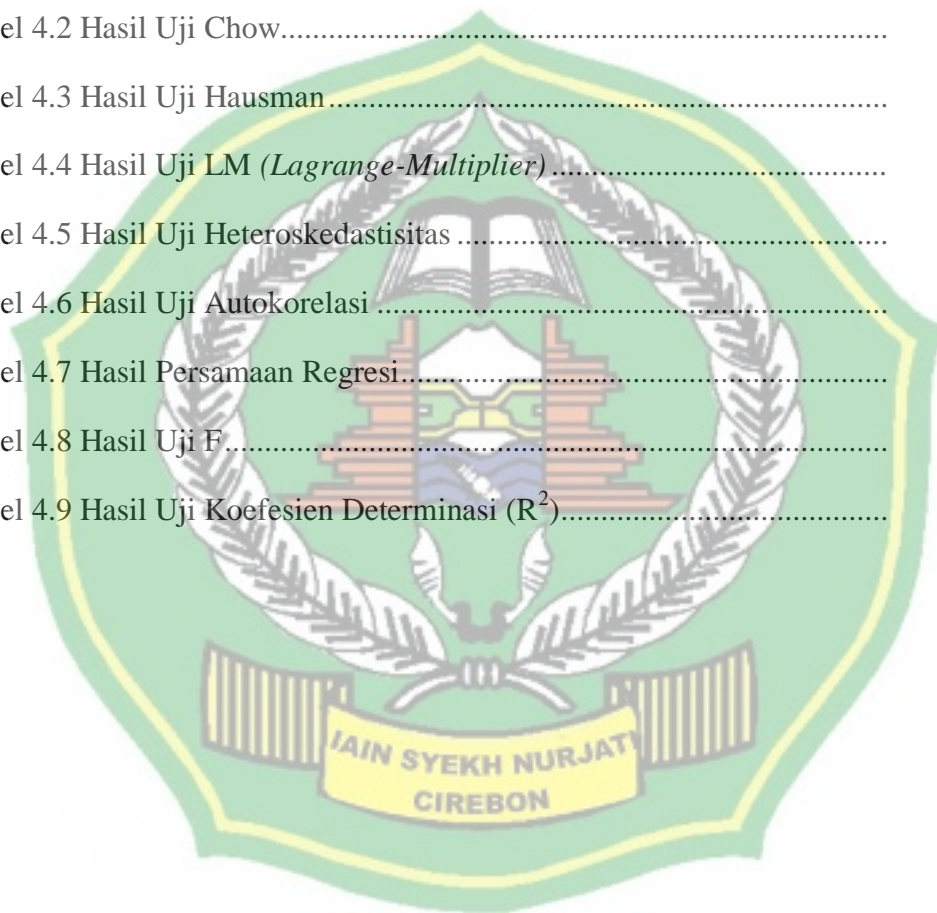 el 4.2 Hasil Uji Chow..........................................................................
el 4.3 Hasil Uji Hausman....................................................................
el 4.4 Hasil Uji LM (Lagrange-Multiplier).........................................
el 4.5 Hasil Uji Heteroskedastisitas....................................................
el 4.6 Hasil Uji Autokorelasi..............................................................
el 4.7 Hasil Persamaan Regresi...........................................................
el 4.8 Hasil Uji F.................................................................................
el 4.9 Hasil Uji Koefesien Determinasi (R²)........................................
IAIN SYEKH NURJATI
CIREBON